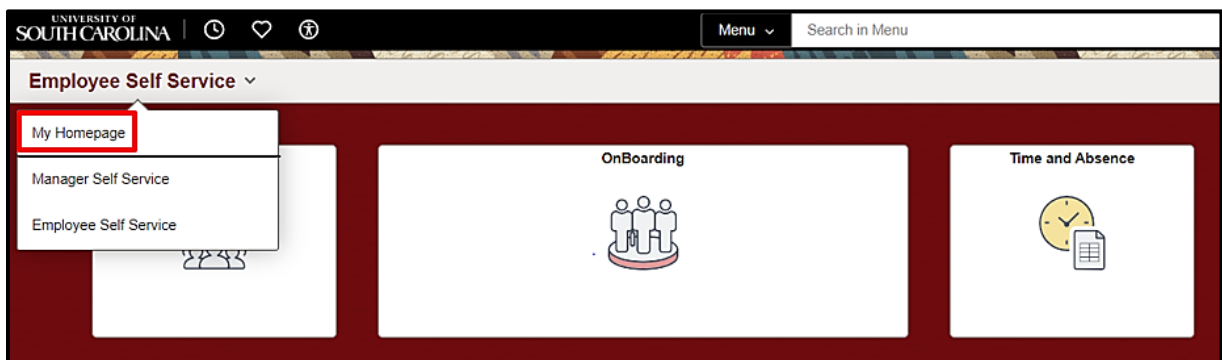 UNIVERSITY OF
SOUTH CAROLINA
Menu
Search in Menu
Employee Self Service
My Homepage
Manager Self Service
Employee Self Service
OnBoarding
Time and Absence